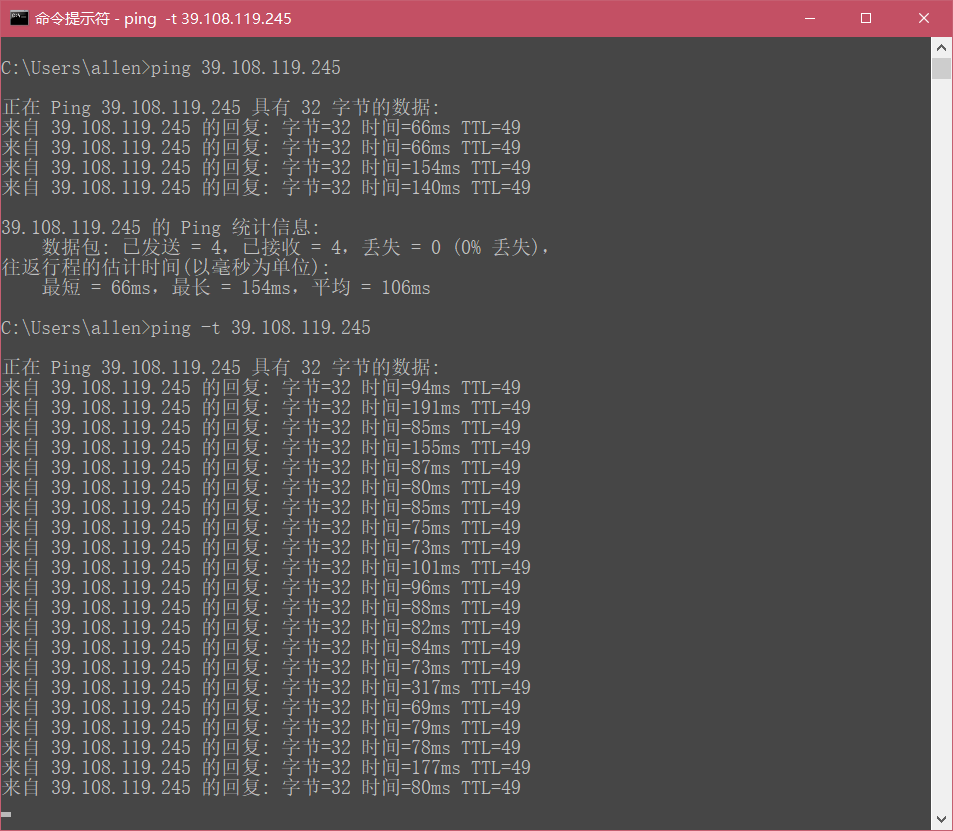 命令提示符 - ping  -t 39.108.119.245
C:\Users\allen>ping 39.108.119.245
正在 Ping 39.108.119.245 具有 32 字节的数据:
来自 39.108.119.245 的回复: 字节=32 时间=66ms TTL=49
来自 39.108.119.245 的回复: 字节=32 时间=66ms TTL=49
来自 39.108.119.245 的回复: 字节=32 时间=154ms TTL=49
来自 39.108.119.245 的回复: 字节=32 时间=140ms TTL=49
39.108.119.245 的 Ping 统计信息:
    数据包: 已发送 = 4，已接收 = 4，丢失 = 0 (0% 丢失)，
往返行程的估计时间(以毫秒为单位):
    最短 = 66ms，最长 = 154ms，平均 = 106ms
C:\Users\allen>ping -t 39.108.119.245
正在 Ping 39.108.119.245 具有 32 字节的数据:
来自 39.108.119.245 的回复: 字节=32 时间=94ms TTL=49
来自 39.108.119.245 的回复: 字节=32 时间=191ms TTL=49
来自 39.108.119.245 的回复: 字节=32 时间=85ms TTL=49
来自 39.108.119.245 的回复: 字节=32 时间=155ms TTL=49
来自 39.108.119.245 的回复: 字节=32 时间=87ms TTL=49
来自 39.108.119.245 的回复: 字节=32 时间=80ms TTL=49
来自 39.108.119.245 的回复: 字节=32 时间=85ms TTL=49
来自 39.108.119.245 的回复: 字节=32 时间=75ms TTL=49
来自 39.108.119.245 的回复: 字节=32 时间=73ms TTL=49
来自 39.108.119.245 的回复: 字节=32 时间=101ms TTL=49
来自 39.108.119.245 的回复: 字节=32 时间=96ms TTL=49
来自 39.108.119.245 的回复: 字节=32 时间=88ms TTL=49
来自 39.108.119.245 的回复: 字节=32 时间=82ms TTL=49
来自 39.108.119.245 的回复: 字节=32 时间=84ms TTL=49
来自 39.108.119.245 的回复: 字节=32 时间=73ms TTL=49
来自 39.108.119.245 的回复: 字节=32 时间=317ms TTL=49
来自 39.108.119.245 的回复: 字节=32 时间=69ms TTL=49
来自 39.108.119.245 的回复: 字节=32 时间=79ms TTL=49
来自 39.108.119.245 的回复: 字节=32 时间=78ms TTL=49
来自 39.108.119.245 的回复: 字节=32 时间=177ms TTL=49
来自 39.108.119.245 的回复: 字节=32 时间=80ms TTL=49